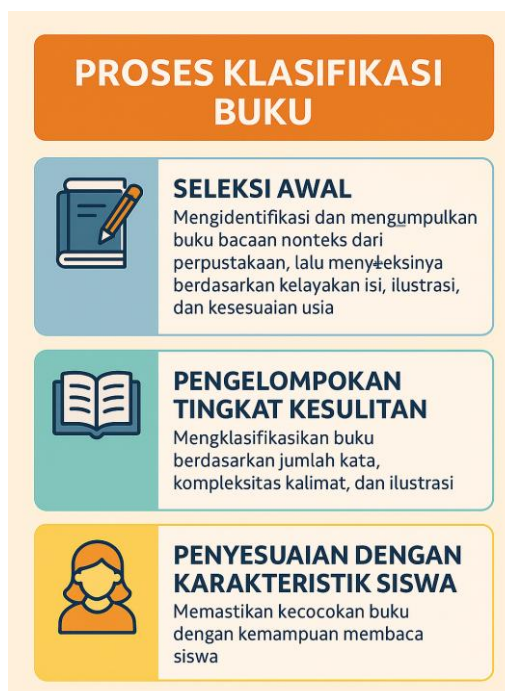 PROSES KLASIFIKASI
BUKU
SELEKSI AWAL
Mengidentifikasi dan mengumpulkan
buku bacaan nonteks dari
perpustakaan, lalu
berdasarkan kelayakan isi, ilustrasi,
dan kesesuaian usia
PENGELOMPOKAN
TINGKAT KESULITAN
Mengklasifikasikan buku
berdasarkan jumlah kata,
kompleksitas kalimat, dan ilustrasi
PENYESUAIAN DENGAN
KARAKTERISTIK SISWA
Memastikan kecocokan buku
dengan kemampuan membaca
siswa